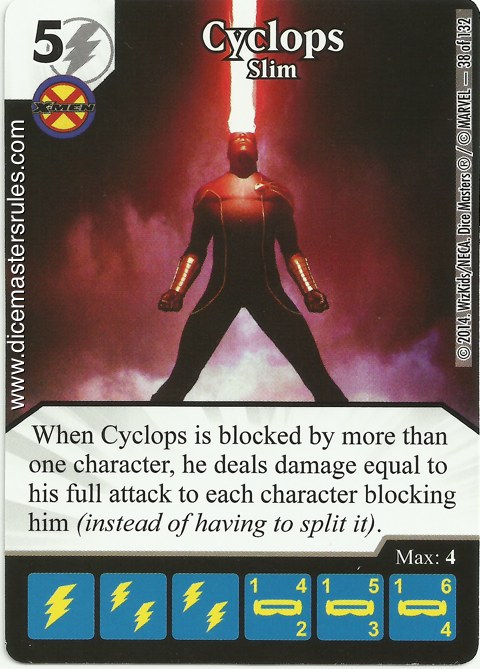 5
Cyclops
Slim
X-MEN
www.dicemastersrules.com
© 2014. WizKids/NECA. Dice Masters ® / © MARVEL — 38 of 132
When Cyclops is blocked by more than
one character, he deals damage equal to
his full attack to each character blocking
him (instead of having to split it).
Max: 4
1 4
2
1 5
3
1 6
4